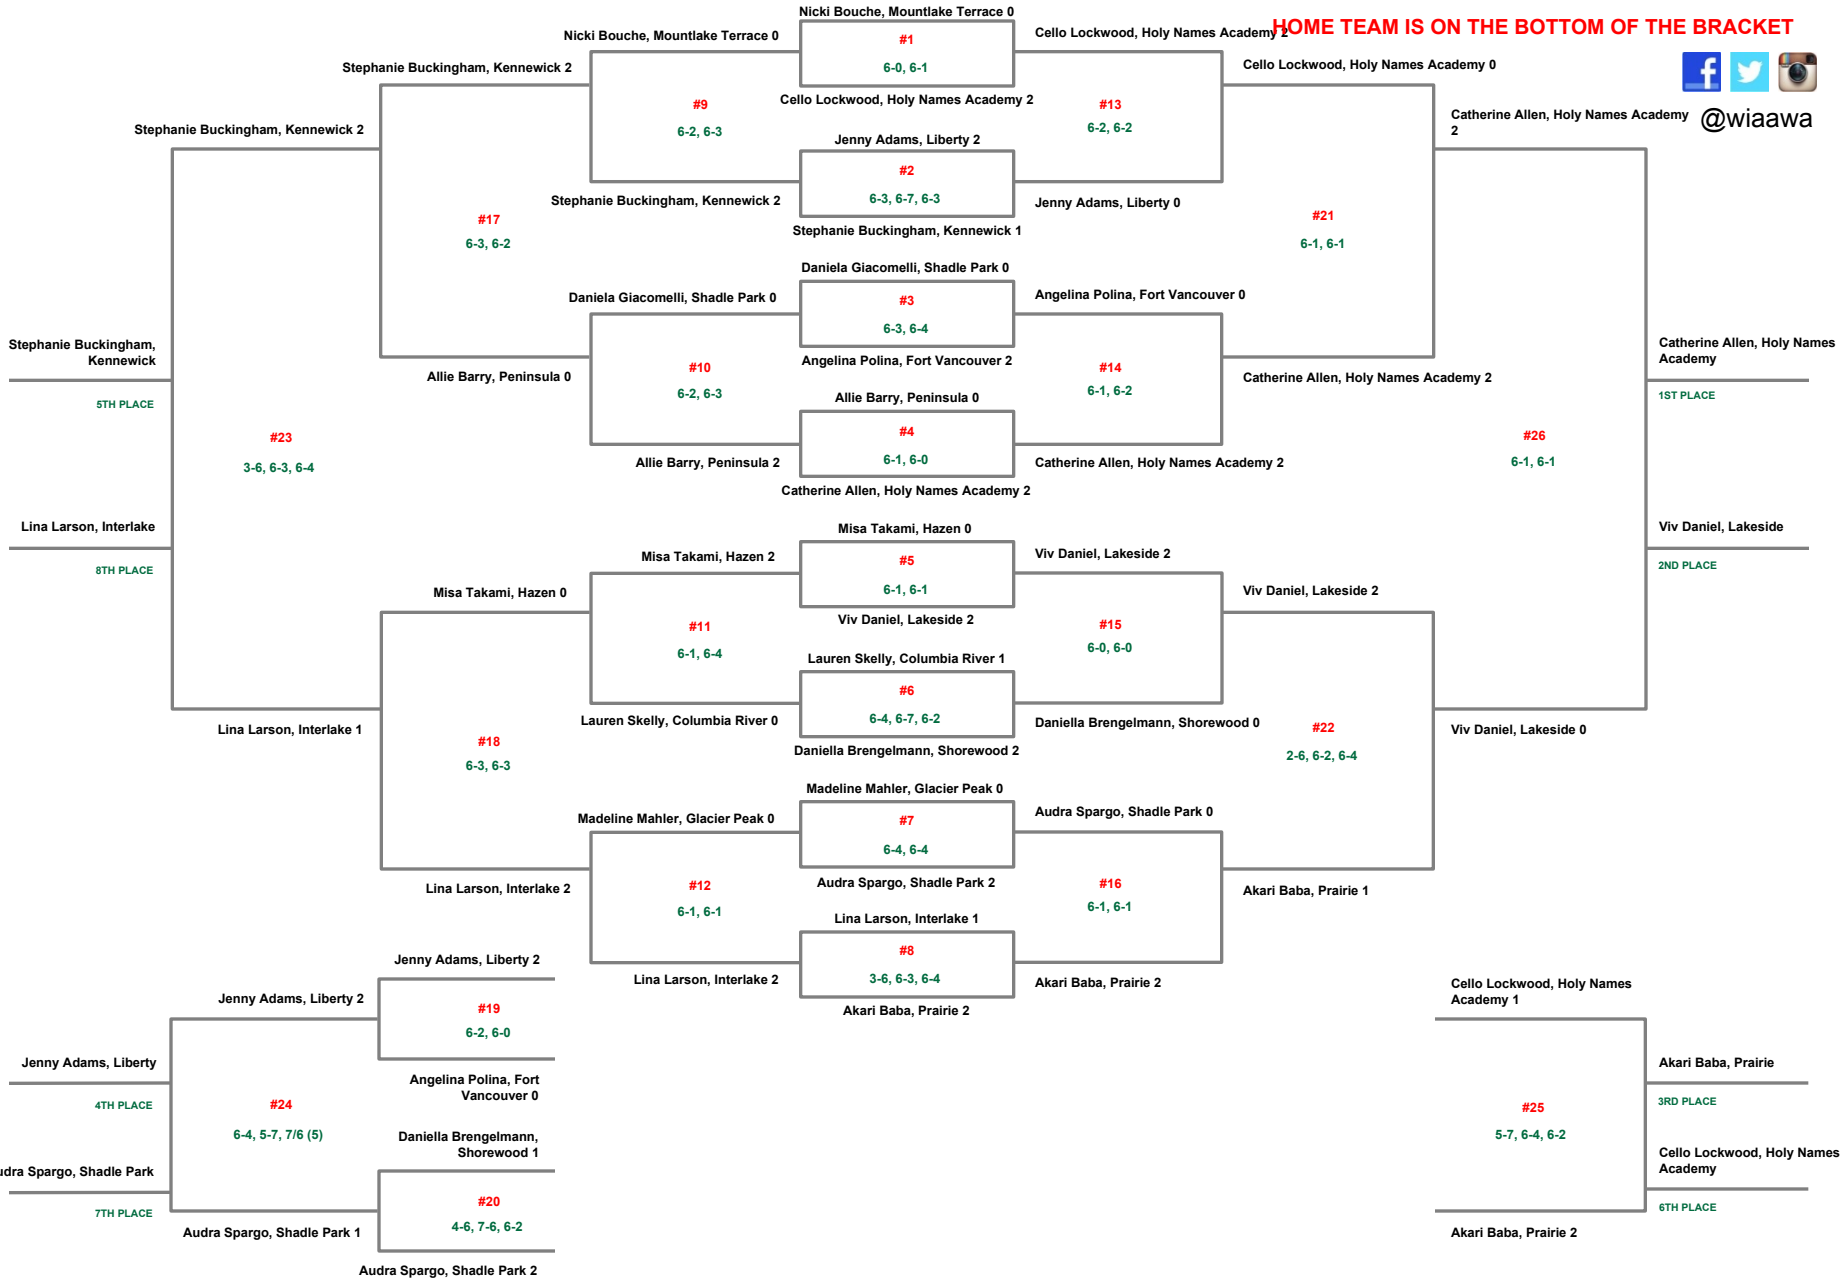 Nicki Bouche, Mountlake Terrace 0
HOME TEAM IS ON THE BOTTOM OF THE BRACKET
Nicki Bouche, Mountlake Terrace 0
#1
Cello Lockwood, Holy Names Academy 2
6-0, 6-1
Stephanie Buckingham, Kennewick 2
Cello Lockwood, Holy Names Academy 0
Cello Lockwood, Holy Names Academy 2
#9
6-2, 6-3
#13
6-2, 6-2
Catherine Allen, Holy Names Academy
2
@wiaawa
Stephanie Buckingham, Kennewick 2
Jenny Adams, Liberty 2
#2
6-3, 6-7, 6-3
Stephanie Buckingham, Kennewick 2
Jenny Adams, Liberty 0
Stephanie Buckingham, Kennewick 1
#17
6-3, 6-2
#21
6-1, 6-1
Daniela Giacomelli, Shadle Park 0
Daniela Giacomelli, Shadle Park 0
#3
6-3, 6-4
Angelina Polina, Fort Vancouver 0
Angelina Polina, Fort Vancouver 2
Stephanie Buckingham,
Kennewick
5TH PLACE
Catherine Allen, Holy Names
Academy
1ST PLACE
Allie Barry, Peninsula 0
#10
6-2, 6-3
#14
6-1, 6-2
Catherine Allen, Holy Names Academy 2
Allie Barry, Peninsula 0
#4
6-1, 6-0
Allie Barry, Peninsula 2
Catherine Allen, Holy Names Academy 2
Catherine Allen, Holy Names Academy 2
#23
3-6, 6-3, 6-4
#26
6-1, 6-1
Lina Larson, Interlake
8TH PLACE
Viv Daniel, Lakeside
2ND PLACE
Misa Takami, Hazen 0
Misa Takami, Hazen 2
#5
6-1, 6-1
Viv Daniel, Lakeside 2
Viv Daniel, Lakeside 2
Misa Takami, Hazen 0
Viv Daniel, Lakeside 2
#11
6-1, 6-4
#15
6-0, 6-0
Lauren Skelly, Columbia River 1
#6
6-4, 6-7, 6-2
Lauren Skelly, Columbia River 0
Daniella Brengelmann, Shorewood 0
Daniella Brengelmann, Shorewood 2
Lina Larson, Interlake 1
#18
6-3, 6-3
#22
2-6, 6-2, 6-4
Viv Daniel, Lakeside 0
Madeline Mahler, Glacier Peak 0
Madeline Mahler, Glacier Peak 0
#7
6-4, 6-4
Audra Spargo, Shadle Park 0
Audra Spargo, Shadle Park 2
Lina Larson, Interlake 2
#12
6-1, 6-1
#16
6-1, 6-1
Akari Baba, Prairie 1
Lina Larson, Interlake 1
#8
3-6, 6-3, 6-4
Lina Larson, Interlake 2
Akari Baba, Prairie 2
Akari Baba, Prairie 2
Jenny Adams, Liberty 2
Jenny Adams, Liberty 2
#19
6-2, 6-0
Angelina Polina, Fort
Vancouver 0
Jenny Adams, Liberty
4TH PLACE
#24
6-4, 5-7, 7/6 (5)
Daniella Brengelmann,
Shorewood 1
udra Spargo, Shadle Park
7TH PLACE
#20
4-6, 7-6, 6-2
Audra Spargo, Shadle Park 1
Audra Spargo, Shadle Park 2
Cello Lockwood, Holy Names
Academy 1
Akari Baba, Prairie
3RD PLACE
#25
5-7, 6-4, 6-2
Cello Lockwood, Holy Names
Academy
6TH PLACE
Akari Baba, Prairie 2